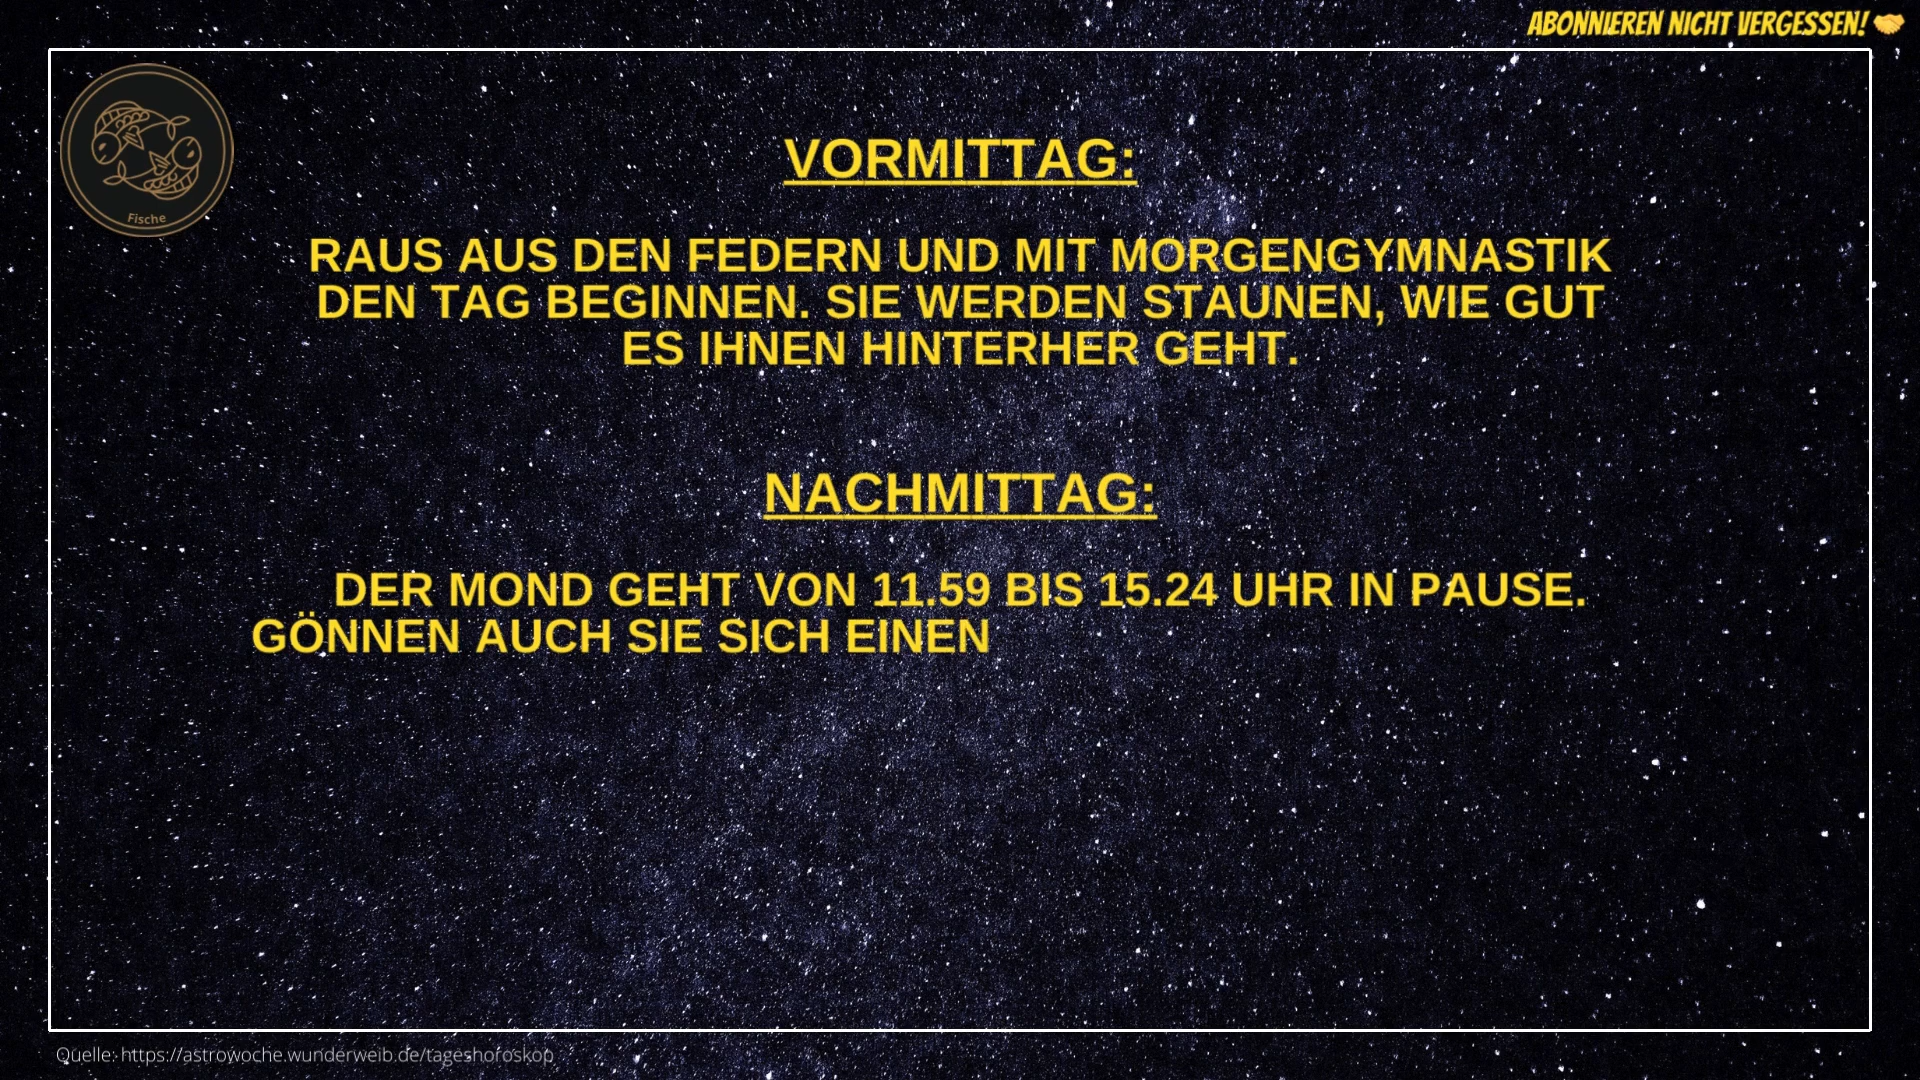 ABONNIEREN NICHT VERGESSEN!
Fische
VORMITTAG:
RAUS AUS DEN FEDERN UND MIT MORGENGYMNASTIK
DEN TAG BEGINNEN. SIE WERDEN STAUNEN, WIE GUT
ES IHNEN HINTERHER GEHT.
NACHMITTAG:
DER MOND GEHT VON 11.59 BIS 15.24 UHR IN PAUSE.
GÖNNEN AUCH SIE SICH EINEN
Quelle: https://astrowoche.wunderweib.de/tageshoroskop